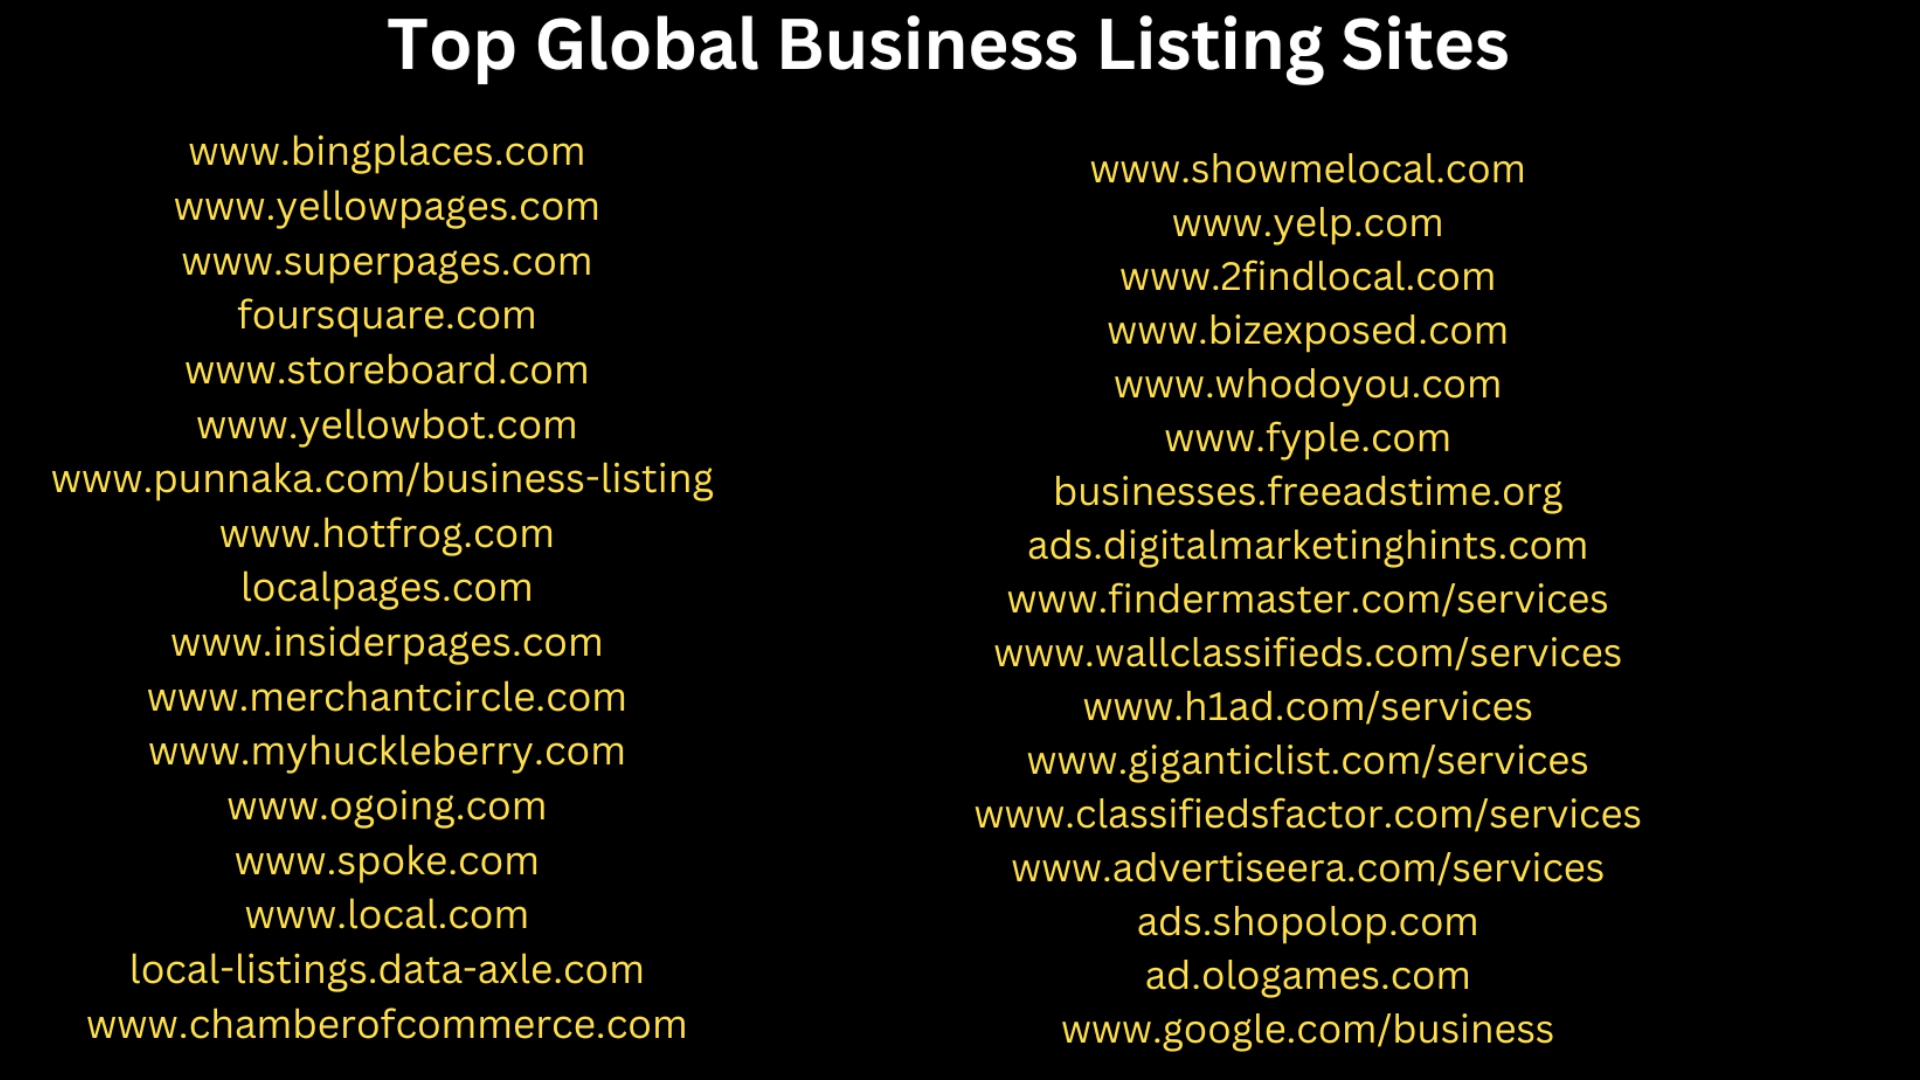 Top Global Business Listing Sites
www.bingplaces.com
www.yellowpages.com
www.superpages.com
foursquare.com
www.storeboard.com
www.yellowbot.com
www.punnaka.com/business-listing
www.hotfrog.com
localpages.com
www.insiderpages.com
www.merchantcircle.com
www.myhuckleberry.com
www.ogoing.com
www.spoke.com
www.local.com
local-listings.data-axle.com
www.chamberofcommerce.com
www.showmelocal.com
www.yelp.com
www.2findlocal.com
www.bizexposed.com
www.whodoyou.com
www.fyple.com
businesses.freeadstime.org
ads.digitalmarketinghints.com
www.findermaster.com/services
www.wallclassifieds.com/services
www.h1ad.com/services
www.giganticlist.com/services
www.classifiedsfactor.com/services
www.advertiseera.com/services
ads.shopolop.com
ad.ologames.com
www.google.com/business